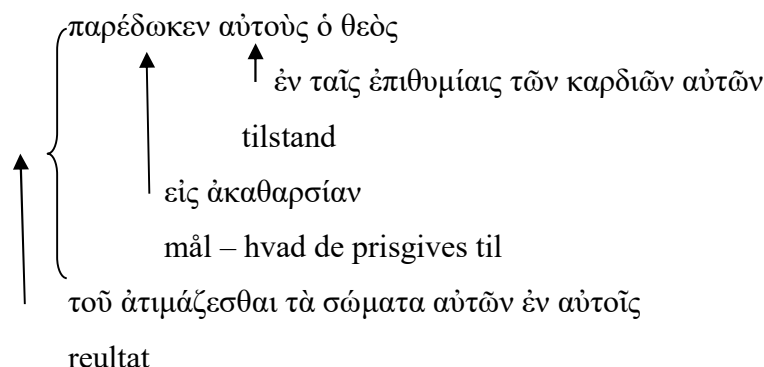 παρέδωκεν αὐτοὺς ὁ θεὸς
ἐν ταῖς ἐπιθυμίαις τῶν καρδιῶν αὐτῶν
tilstand
εἰς ἀκαθαρσίαν
mål – hvad de prisgives til
τοῦ ἀτιμάζεσθαι τὰ σώματα αὐτῶν ἐν αὐτοῖς
reultat